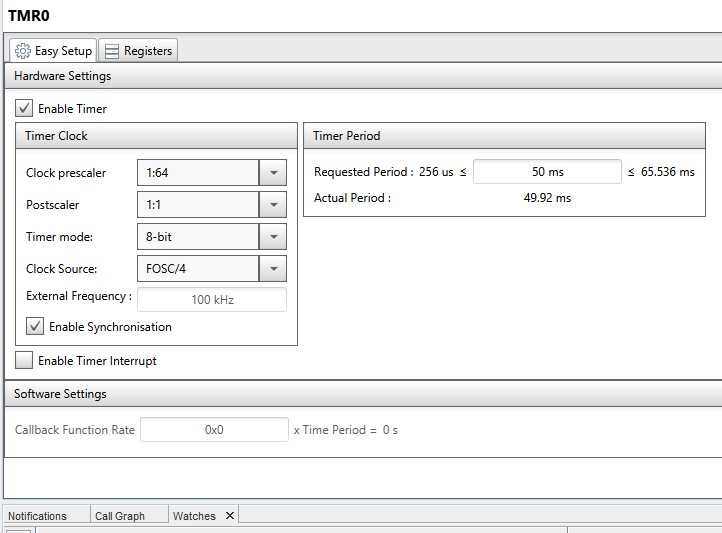 TMR0
Easy Setup Registers
Hardware Settings
Enable Timer
Timer Clock
Clock prescaler 1:64
Postscaler 1:1
Timer mode: 8-bit
Clock Source: FOSC/4
External Frequency : 100 kHz
Enable Synchronisation
Timer Period
Requested Period : 256 us ≤ 50 ms ≤ 65.536 ms
Actual Period : 49.92 ms
Enable Timer Interrupt
Software Settings
Callback Function Rate 0x0 x Time Period = 0 s
Notifications Call Graph Watches X